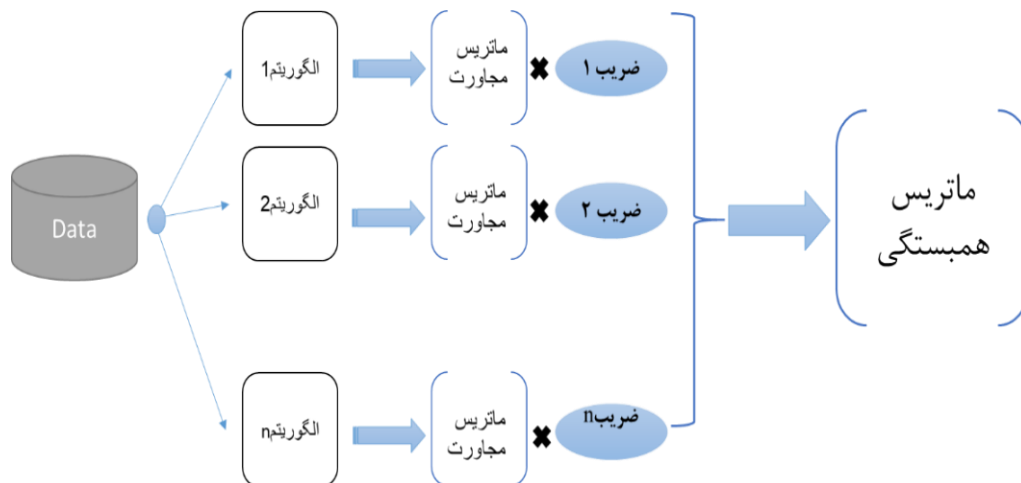 الگوریتم1
ماتریس
مجاورت
ضریب ۱
Data
الگوریتم2
ماتریس
مجاورت
ضریب ۲
ماتریس
همبستگی
الگوریتمn
ماتریس
مجاورت
ضریبn